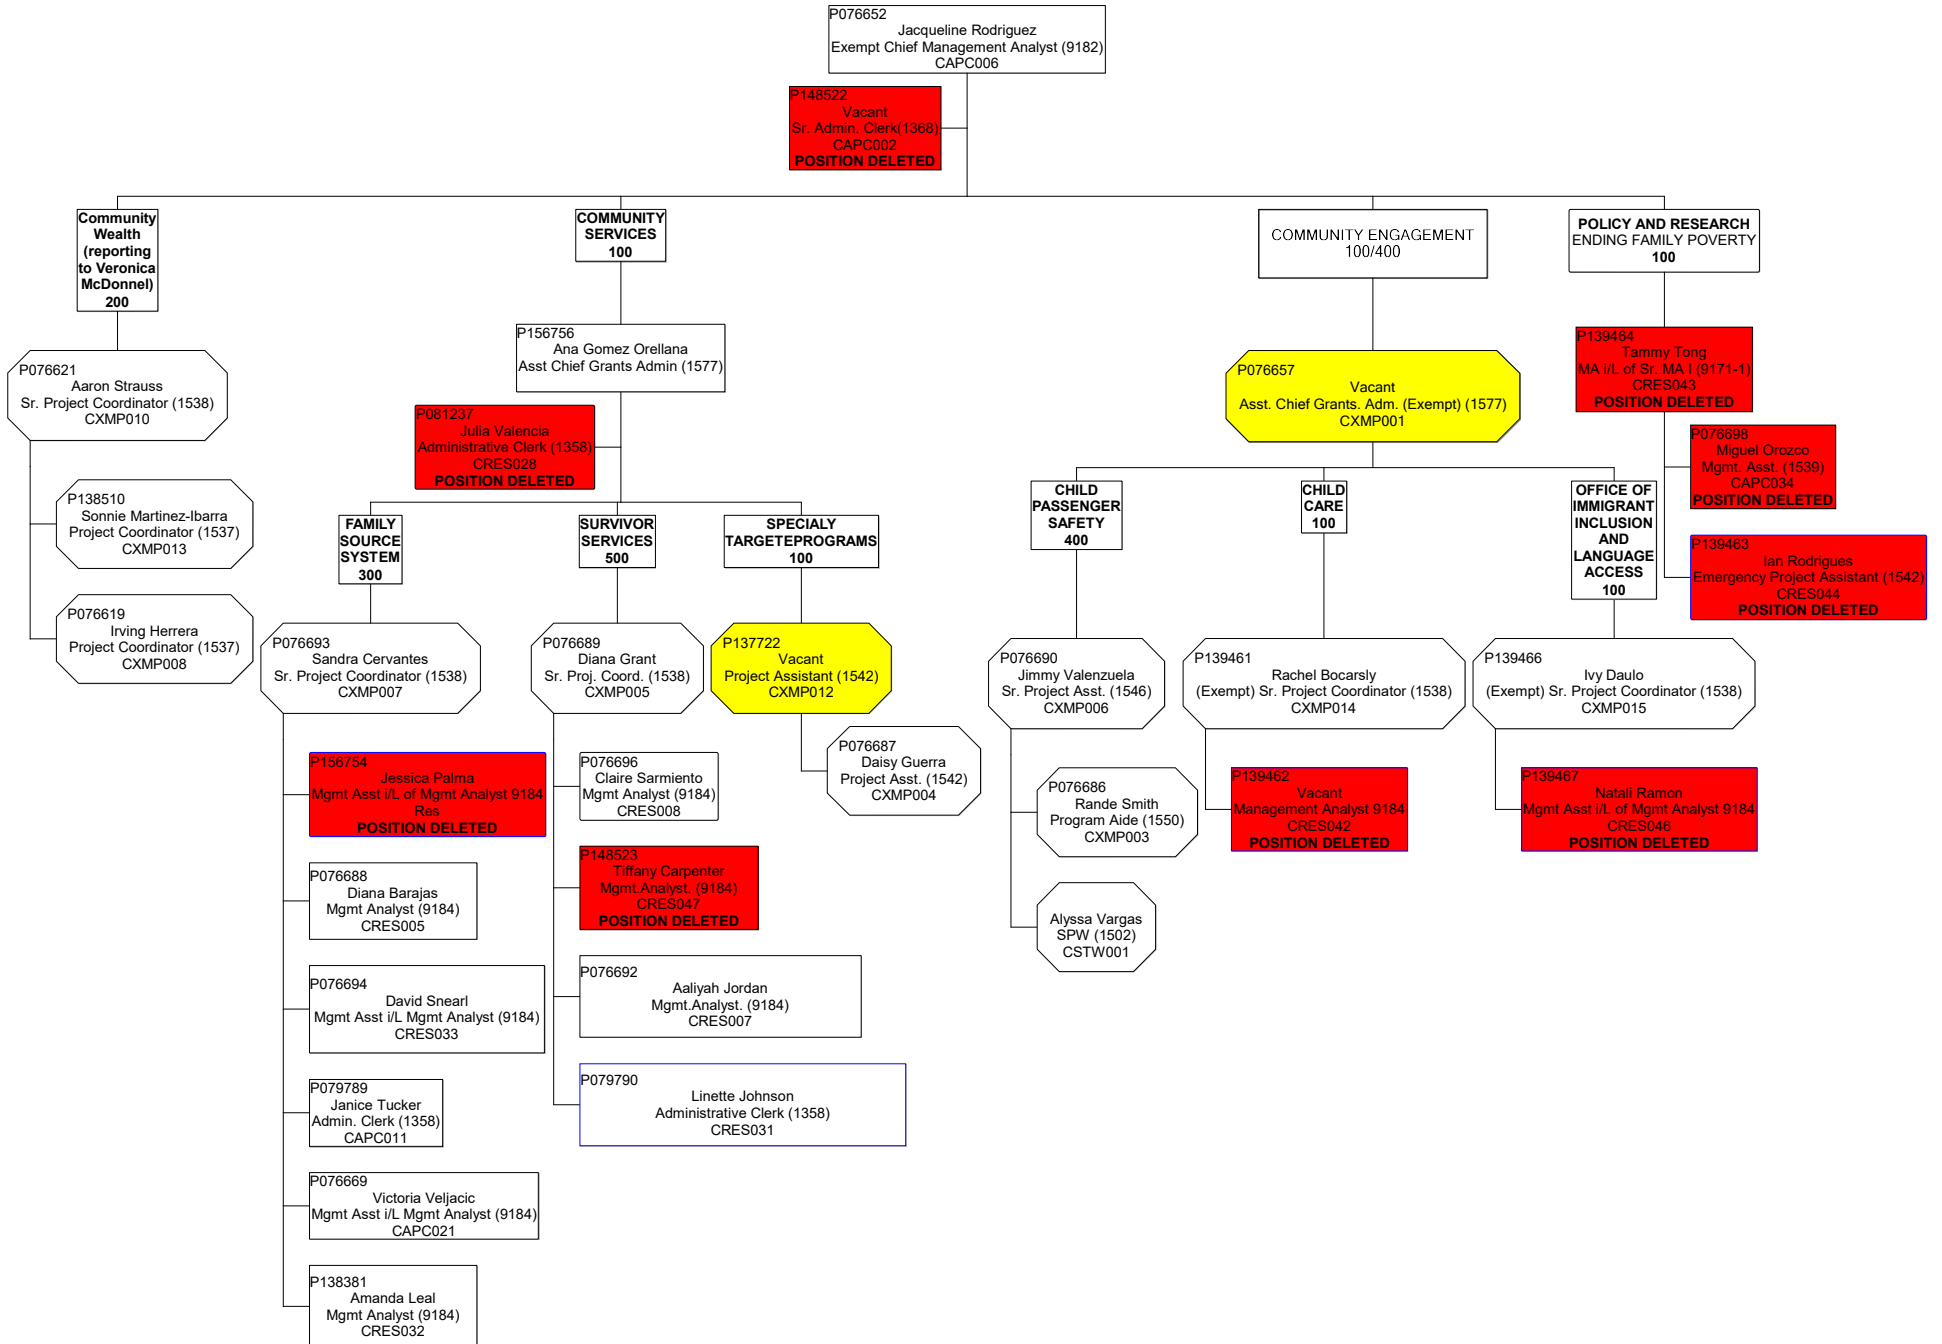 P076652
Jacqueline Rodriguez
Exempt Chief Management Analyst (9182)
CAPC006
P148522
Vacant
Sr. Admin. Clerk(1368)
CAPC002
POSITION DELETED
Community
Wealth
(reporting
to Veronica
McDonnel)
200
P076621
Aaron Strauss
Sr. Project Coordinator (1538)
CXMP010
P138510
Sonnie Martinez-Ibarra
Project Coordinator (1537)
CXMP013
P076619
Irving Herrera
Project Coordinator (1537)
CXMP008
COMMUNITY
SERVICES
100
P156756
Ana Gomez Orellana
Asst Chief Grants Admin (1577)
P081237
Julia Valencia
Administrative Clerk (1358)
CRES028
POSITION DELETED
FAMILY
SOURCE
SYSTEM
300
P076693
Sandra Cervantes
Sr. Project Coordinator (1538)
CXMP007
P156754
Jessica Palma
Mgmt Asst i/L of Mgmt Analyst 9184
Res
POSITION DELETED
P076688
Diana Barajas
Mgmt Analyst (9184)
CRES005
P076694
David Snearl
Mgmt Asst i/L Mgmt Analyst (9184)
CRES033
P079789
Janice Tucker
Admin. Clerk (1358)
CAPC011
P076669
Victoria Veljacic
Mgmt Asst i/L Mgmt Analyst (9184)
CAPC021
P138381
Amanda Leal
Mgmt Analyst (9184)
CRES032
SURVIVOR
SERVICES
500
P076689
Diana Grant
Sr. Proj. Coord. (1538)
CXMP005
P076696
Claire Sarmiento
Mgmt Analyst (9184)
CRES008
P148523
Tiffany Carpenter
Mgmt.Analyst. (9184)
CRES047
POSITION DELETED
P076692
Aaliyah Jordan
Mgmt.Analyst. (9184)
CRES007
P079790
Linette Johnson
Administrative Clerk (1358)
CRES031
SPECIALY
TARGETEPROGRAMS
100
P137722
Vacant
Project Assistant (1542)
CXMP012
P076687
Daisy Guerra
Project Asst. (1542)
CXMP004
COMMUNITY ENGAGEMENT
100/400
P076657
Vacant
Asst. Chief Grants. Adm. (Exempt) (1577)
CXMP001
CHILD
PASSENGER
SAFETY
400
P076690
Jimmy Valenzuela
Sr. Project Asst. (1546)
CXMP006
P076686
Rande Smith
Program Aide (1550)
CXMP003
Alyssa Vargas
SPW (1502)
CSTW001
CHILD
CARE
100
P139461
Rachel Bocarsly
(Exempt) Sr. Project Coordinator (1538)
CXMP014
P139462
Vacant
Management Analyst 9184
CRES042
POSITION DELETED
OFFICE OF
IMMIGRANT
INCLUSION
AND
LANGUAGE
ACCESS
100
P139466
Ivy Daulo
(Exempt) Sr. Project Coordinator (1538)
CXMP015
P139467
Natali Ramon
Mgmt Asst i/L of Mgmt Analyst 9184
CRES046
POSITION DELETED
POLICY AND RESEARCH
ENDING FAMILY POVERTY
100
P139464
Tammy Tong
MA i/L of Sr. MA I (9171-1)
CRES043
POSITION DELETED
P076698
Miguel Orozco
Mgmt. Asst. (1539)
CAPC034
POSITION DELETED
P139463
Ian Rodrigues
Emergency Project Assistant (1542)
CRES044
POSITION DELETED